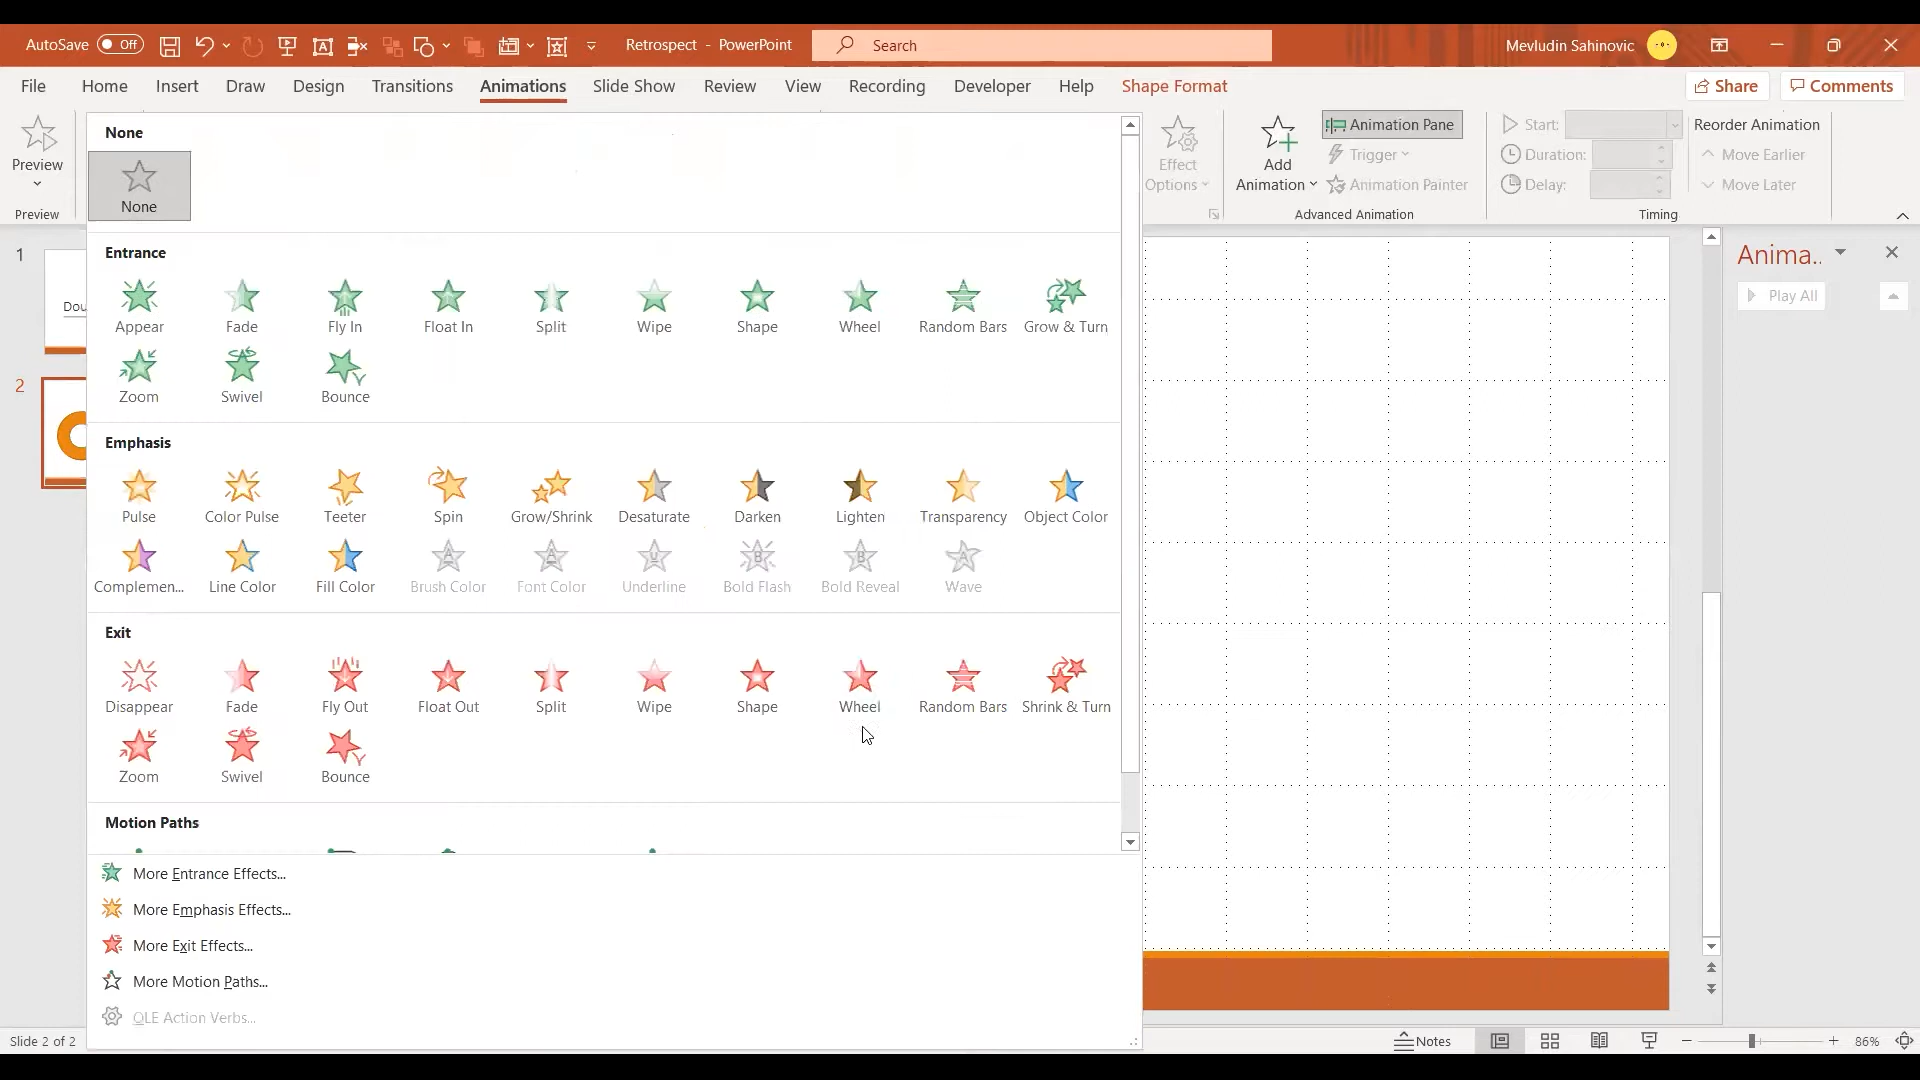 AutoSave Off Retrospect - PowerPoint Search Mevludin Sahinovic
File Home Insert Draw Design Transitions Animations Slide Show Review View Recording Developer Help Shape Format Share Comments
Preview
Preview
Effect
Options
Add
Animation
Animation Pane
Trigger
Animation Painter
Advanced Animation
Start:
Duration:
Delay:
Reorder Animation
Move Earlier
Move Later
Timing
None
None
Entrance
Appear Fade Fly In Float In Split Wipe Shape Wheel Random Bars Grow & Turn
Zoom Swivel Bounce
Emphasis
Pulse Color Pulse Teeter Spin Grow/Shrink Desaturate Darken Lighten Transparency Object Color
Complemen... Line Color Fill Color Brush Color Font Color Underline Bold Flash Bold Reveal Wave
Exit
Disappear Fade Fly Out Float Out Split Wipe Shape Wheel Random Bars Shrink & Turn
Zoom Swivel Bounce
Motion Paths
More Entrance Effects...
More Emphasis Effects...
More Exit Effects...
More Motion Paths...
OLE Action Verbs...
1
Dou
2
Anima..
Play All
Slide 2 of 2 Notes 86%